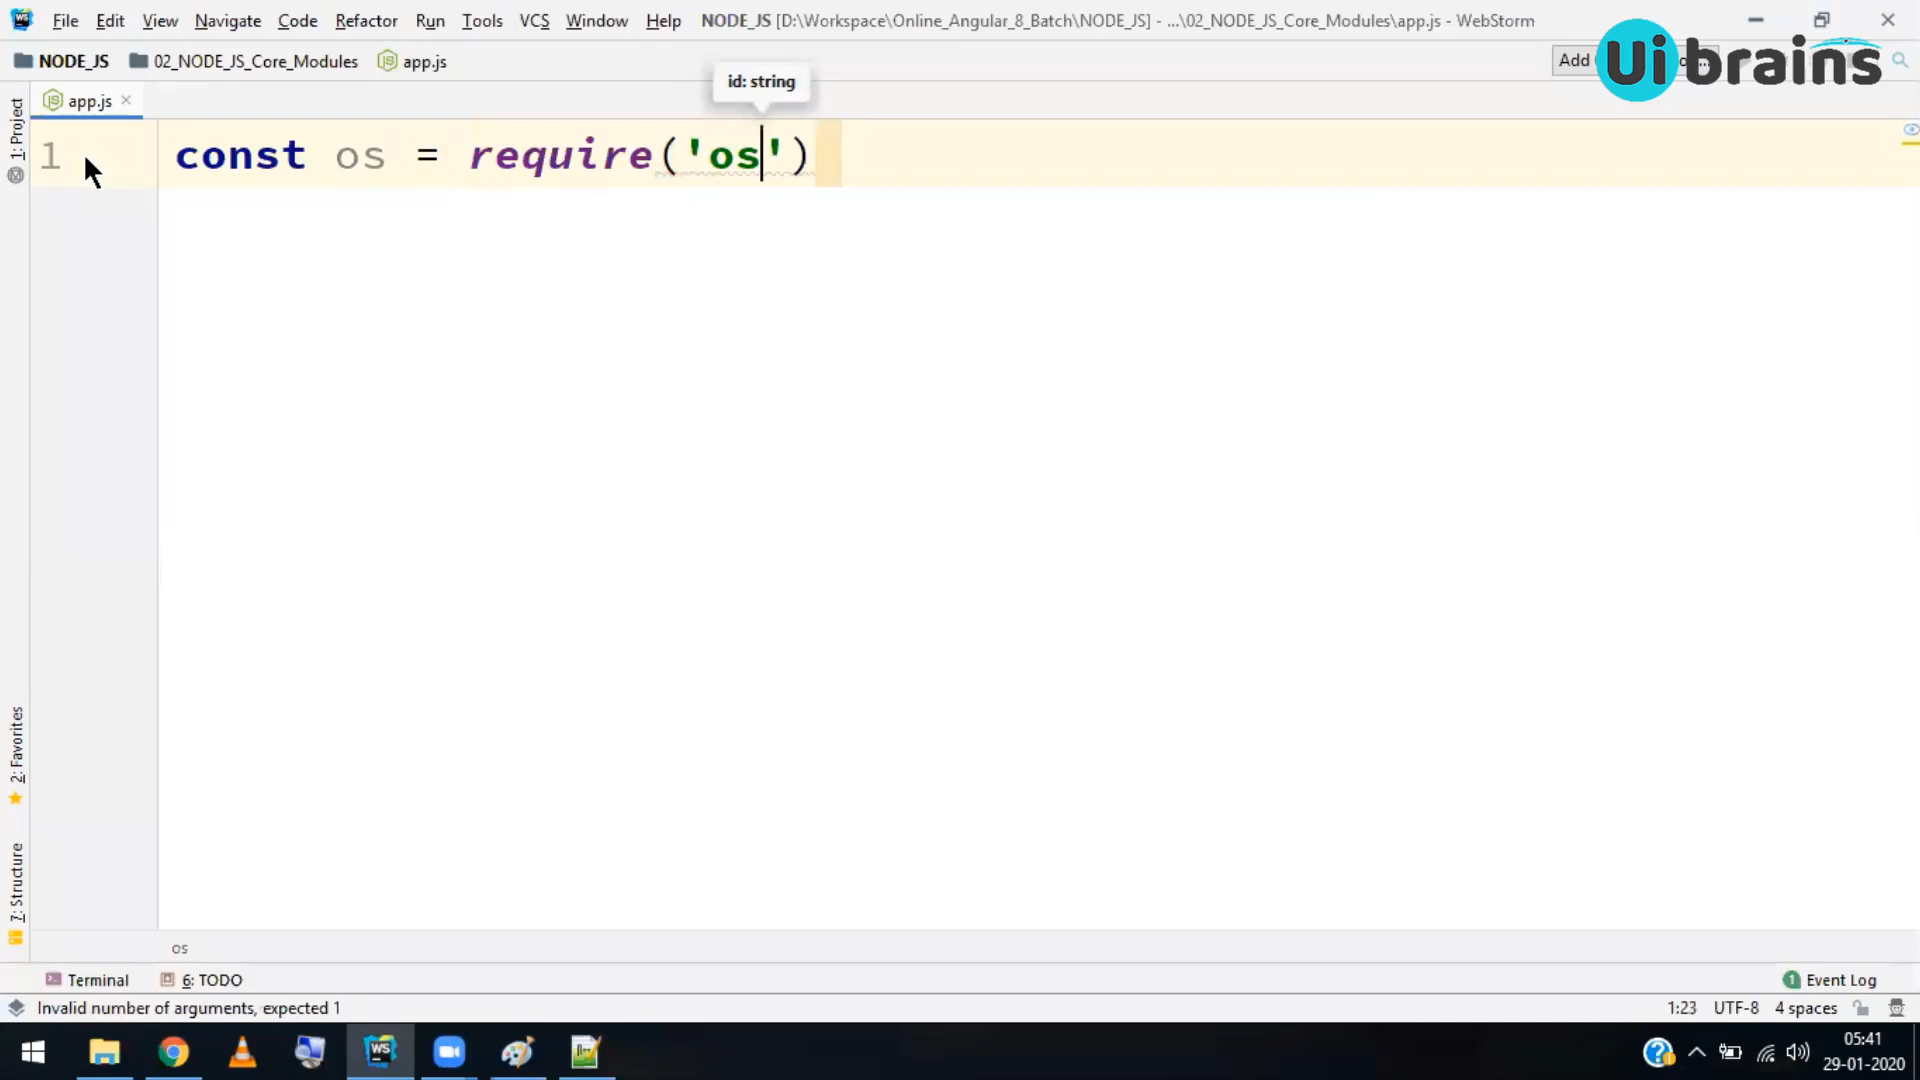 File Edit View Navigate Code Refactor Run Tools VCS Window Help NODE_JS [D:\Workspace\Online_Angular_8_Batch\NODE_JS] - ...\02_NODE_JS_Core_Modules\app.js - WebStorm
NODE_JS 02_NODE_JS_Core_Modules app.js
Add
Uibrains
id: string
app.js
1: Project
1 const os = require('os')
2: Favorites
7: Structure
os
Terminal 6: TODO
1 Event Log
Invalid number of arguments, expected 1
1:23 UTF-8 4 spaces
WS
05:41
29-01-2020